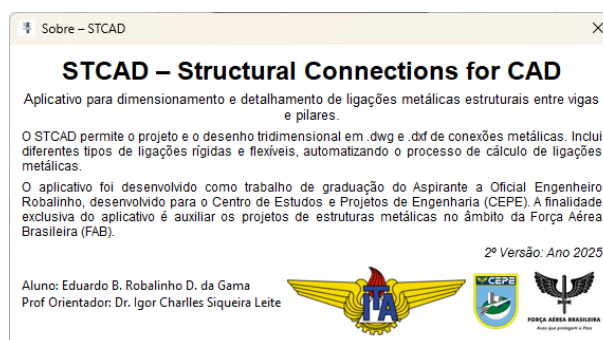 Sobre – STCAD
STCAD – Structural Connections for CAD
Aplicativo para dimensionamento e detalhamento de ligações metálicas estruturais entre vigas
e pilares.
O STCAD permite o projeto e o desenho tridimensional em .dwg e .dxf de conexões metálicas. Inclui
diferentes tipos de ligações rígidas e flexíveis, automatizando o processo de cálculo de ligações
metálicas.
O aplicativo foi desenvolvido como trabalho de graduação do Aspirante a Oficial Engenheiro
Robalinho, desenvolvido para o Centro de Estudos e Projetos de Engenharia (CEPE). A finalidade
exclusiva do aplicativo é auxiliar os projetos de estruturas metálicas no âmbito da Força Aérea
Brasileira (FAB).
2ª Versão: Ano 2025
Aluno: Eduardo B. Robalinho D. da Gama
Prof Orientador: Dr. Igor Charlles Siqueira Leite
ITA
CEPE
FORÇA AÉREA BRASILEIRA
Asas que protegem o País